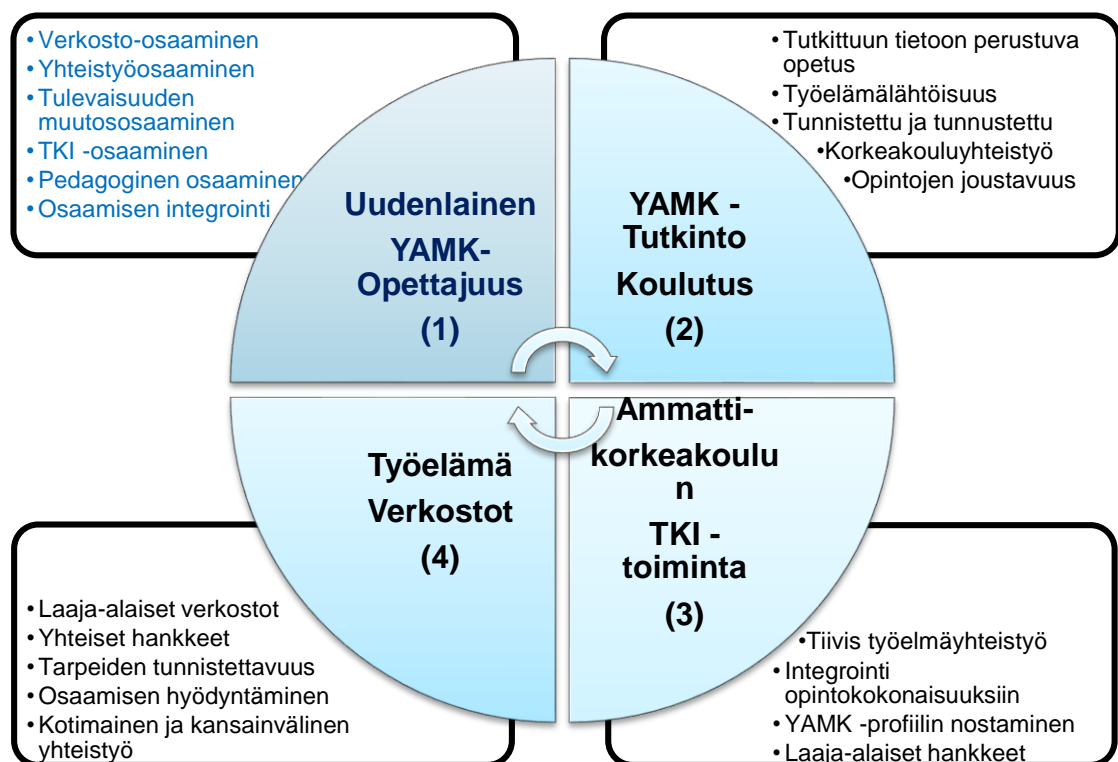 • Verkosto-osaaminen
• Yhteistyöosaaminen
• Tulevaisuuden
muutososaaminen
• TKI -osaaminen
• Pedagoginen osaaminen
• Osaamisen integrointi
• Tutkittuun tietoon perustuva
opetus
• Työelämälähtöisuus
• Tunnistettu ja tunnustettu
• Korkeakouluyhteistyö
• Opintojen joustavuus
Uudenlainen
YAMK-
Opettajuus
(1)
YAMK -
Tutkinto
Koulutus
(2)
Työelämä
Verkostot
(4)
Ammatti-
korkeakoulu
n
TKI -
toiminta
(3)
• Laaja-alaiset verkostot
• Yhteiset hankkeet
• Tarpeiden tunnistettavuus
• Osaamisen hyödyntäminen
• Kotimainen ja kansainvälinen
yhteistyö
• Tiivis työelmäyhteistyö
• Integrointi
opintokokonaisuuksiin
• YAMK -profiilin nostaminen
• Laaja-alaiset hankkeet